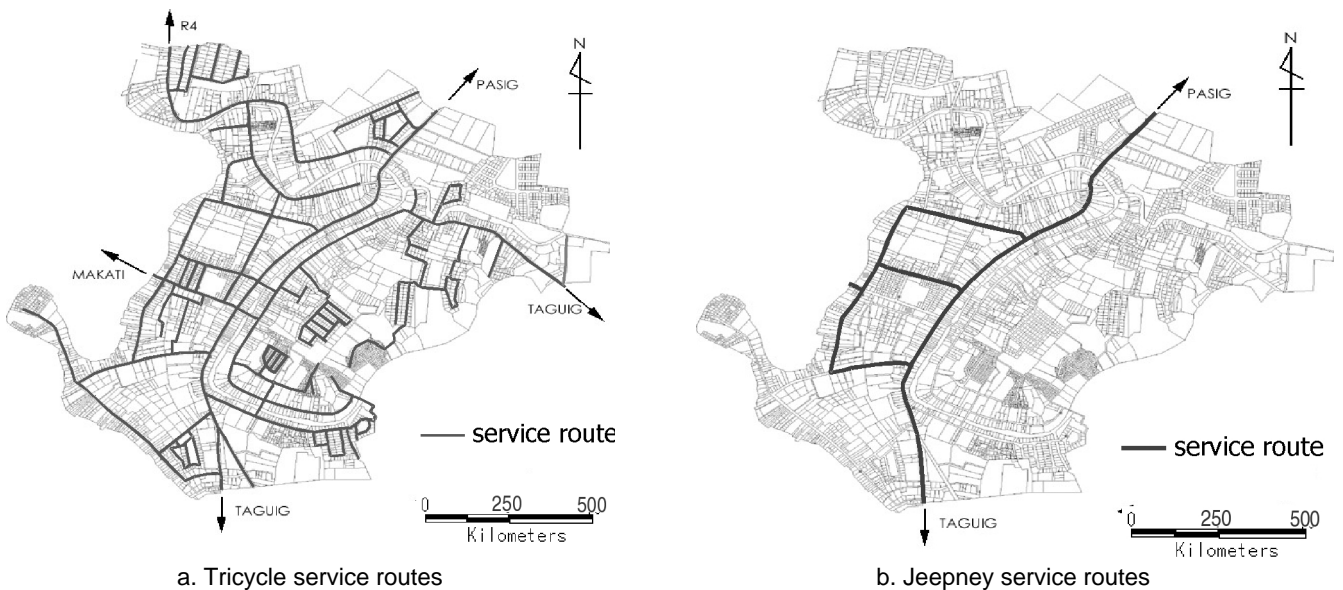 R4
N
PASIG
MAKATI
TAGUIG
service route
0 250 500
Kilometers
TAGUIG
a. Tricycle service routes
N
PASIG
service route
0 250 500
Kilometers
TAGUIG
b. Jeepney service routes